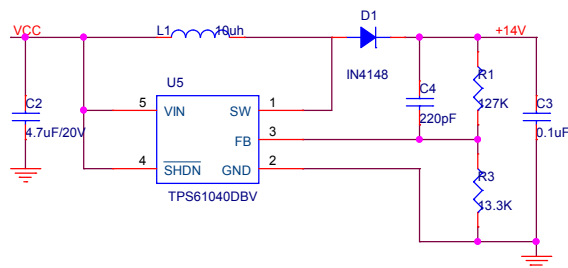 VCC
L1
10uh
D1
+14V
IN4148
U5
C2
4.7uF/20V
5
VIN
SW
1
4
SHDN
FB
3
GND
2
TPS61040DBV
C4
220pF
R1
127K
C3
0.1uF
R3
13.3K